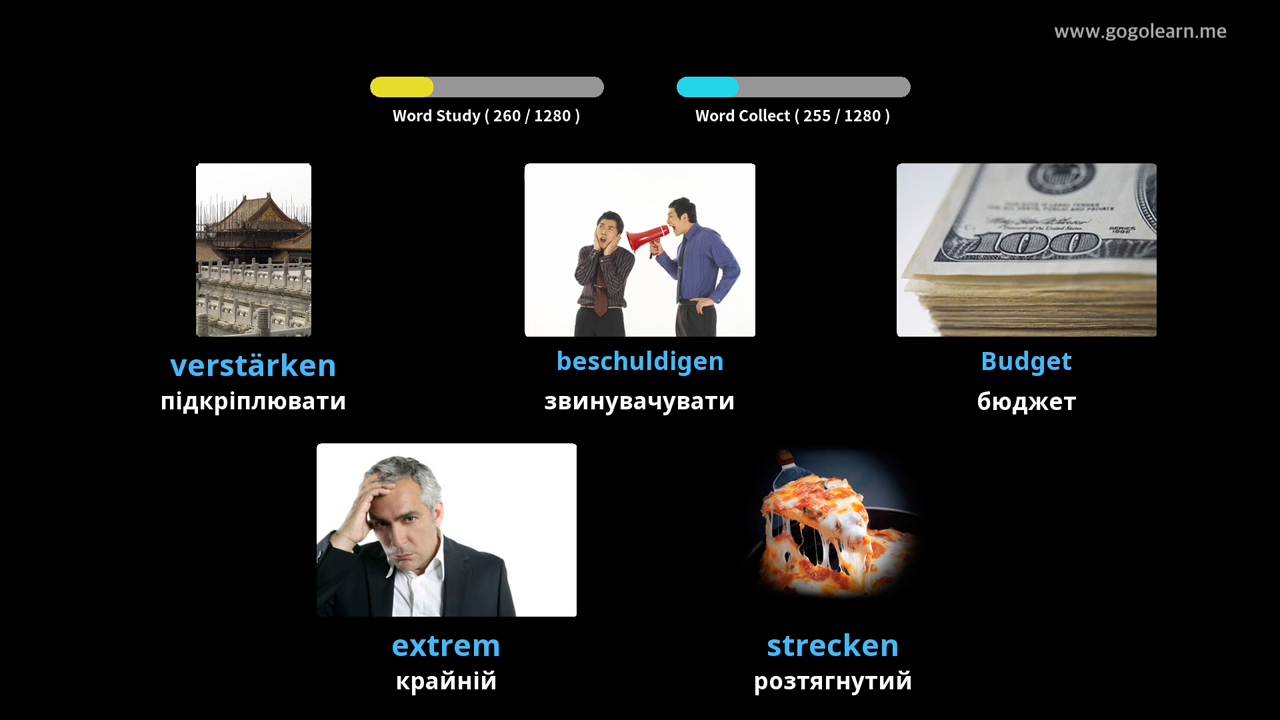 www.gogolearn.me
Word Study ( 260 / 1280 )
Word Collect ( 255 / 1280 )
100
verstärken
підкріплювати
beschuldigen
звинувачувати
Budget
бюджет
extrem
крайній
strecken
розтягнутий